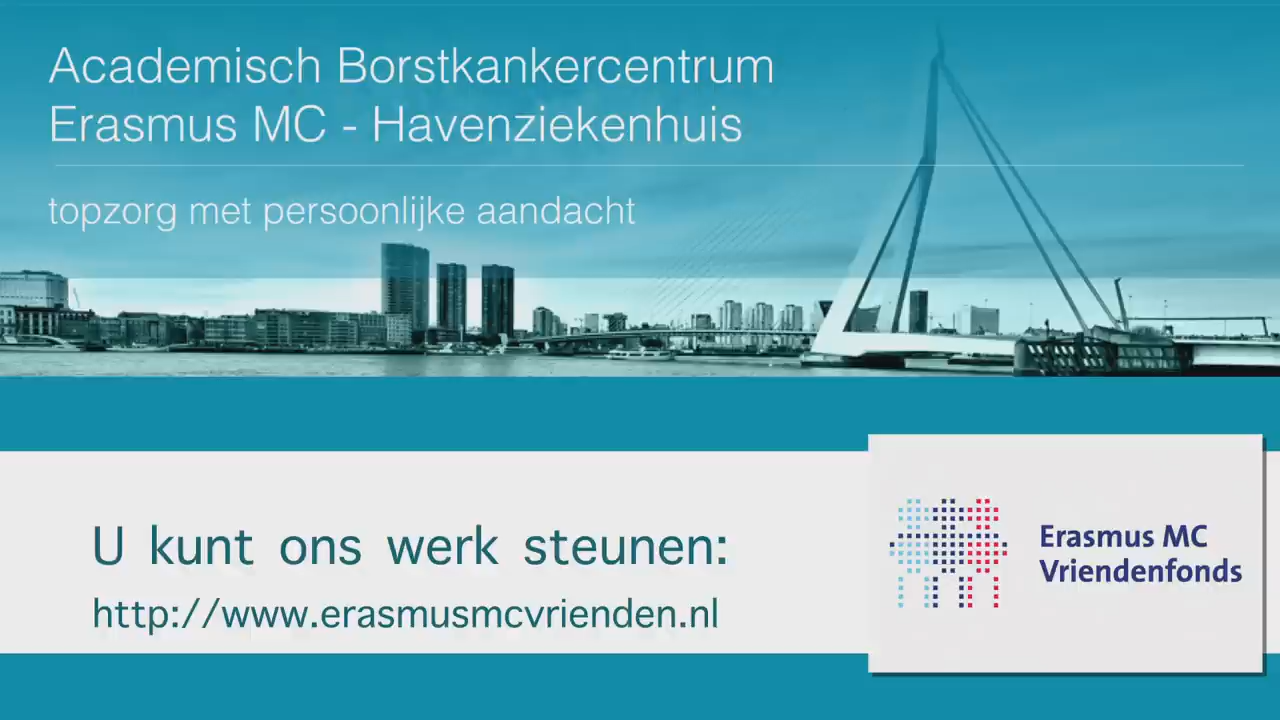 Academisch Borstkankercentrum
Erasmus MC - Havenziekenhuis
topzorg met persoonlijke aandacht
U kunt ons werk steunen:
http://www.erasmusmcvrienden.nl
Erasmus MC
Vriendenfonds